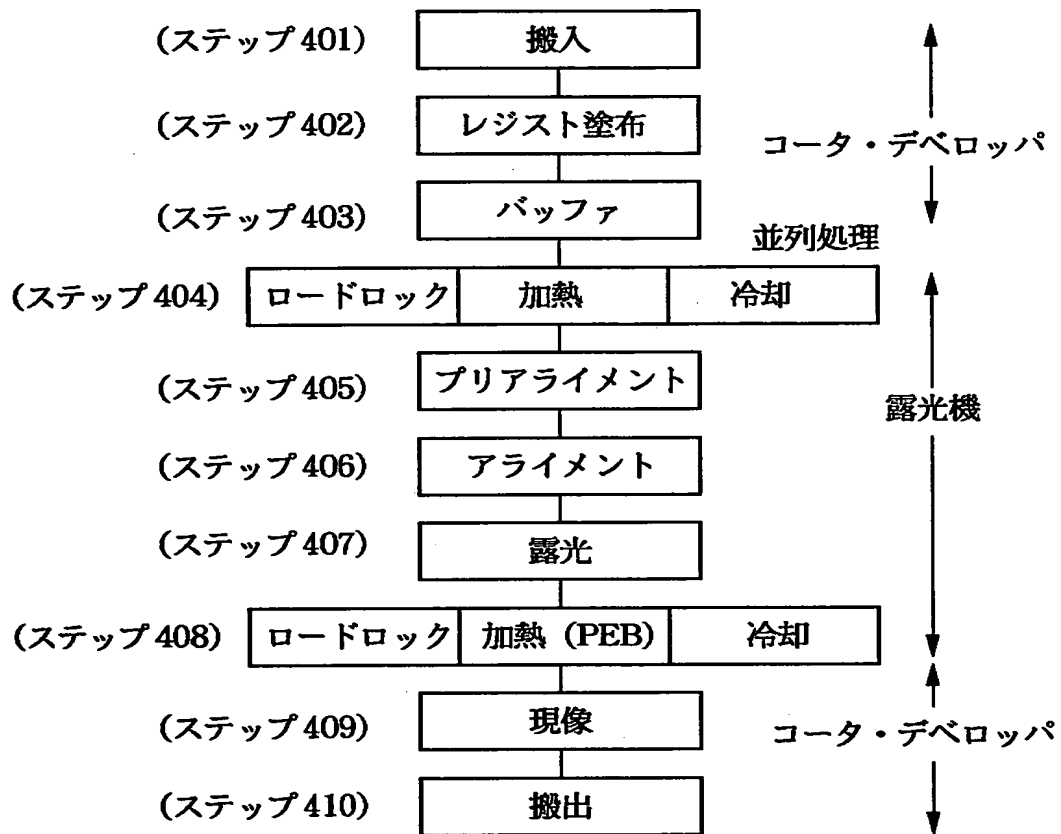 (ステップ401) 搬入
(ステップ402) レジスト塗布
コータ・デベロッパ
(ステップ403) バッファ
並列処理
(ステップ404) ロードロック 加熱 冷却
(ステップ405) プリアライメント
露光機
(ステップ406) アライメント
(ステップ407) 露光
(ステップ408) ロードロック 加熱 (PEB) 冷却
(ステップ409) 現像
コータ・デベロッパ
(ステップ410) 搬出